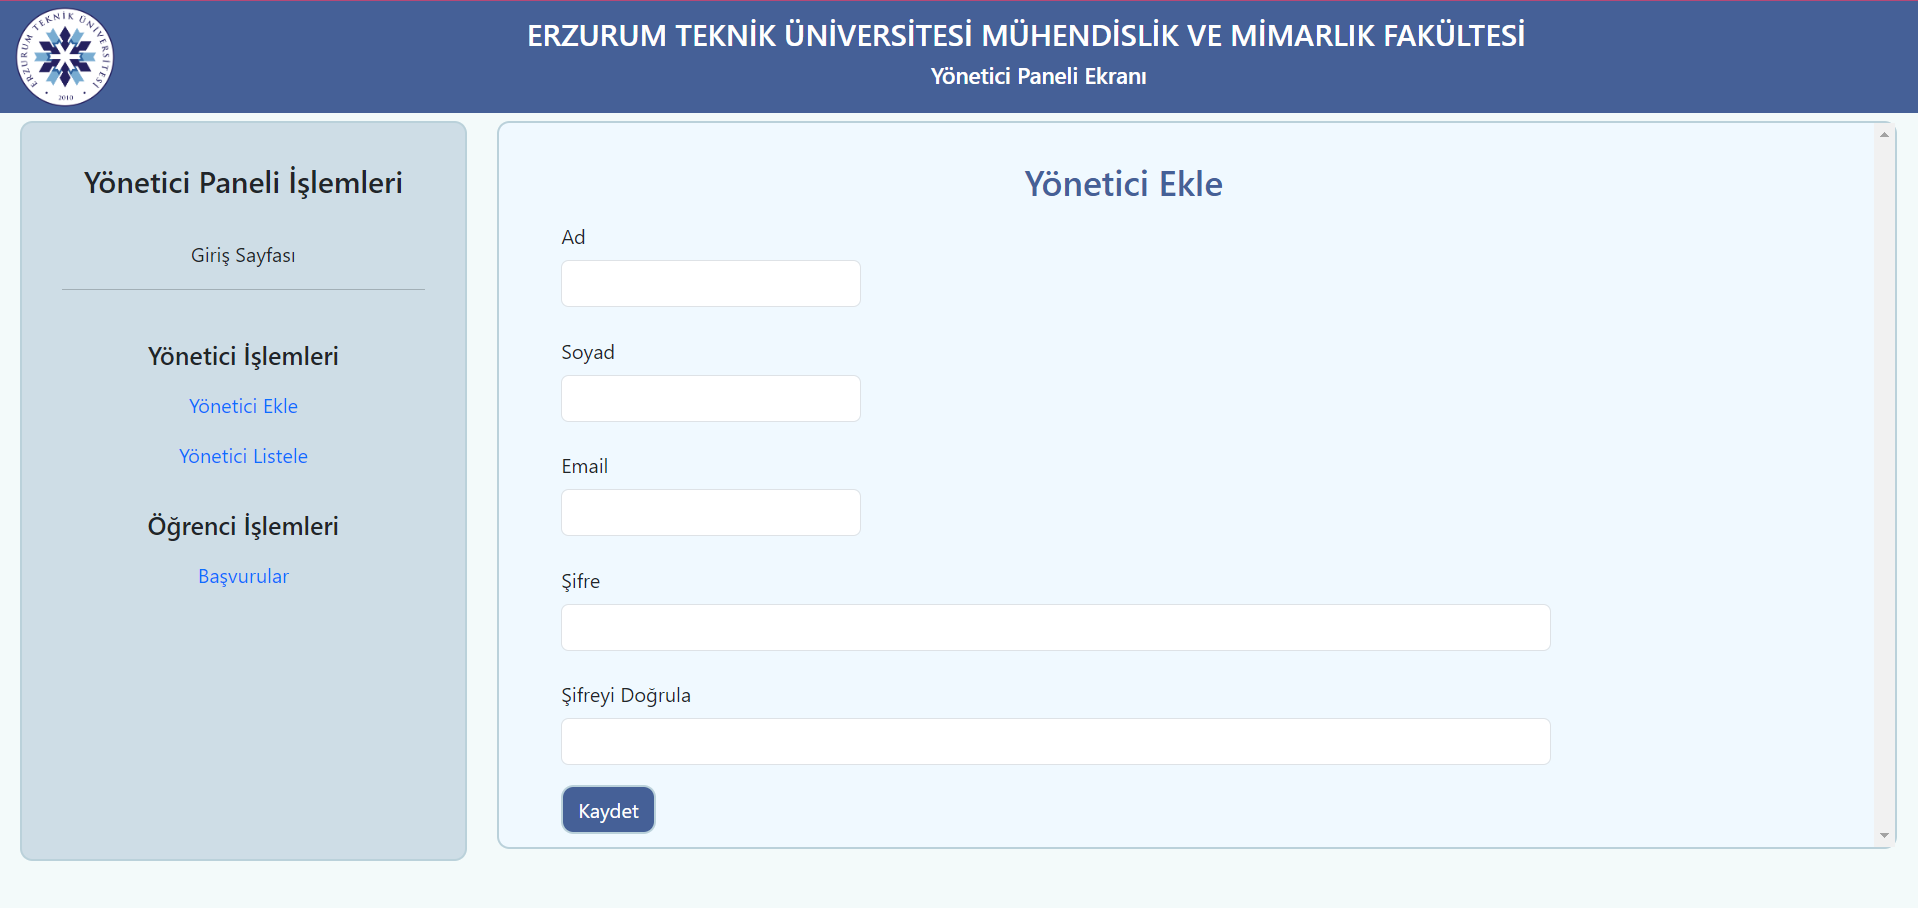 ERZURUM TEKNİK ÜNİVERSİTESİ
2010
ERZURUM TEKNİK ÜNİVERSİTESİ MÜHENDİSLİK VE MİMARLIK FAKÜLTESİ
Yönetici Paneli Ekranı
Yönetici Paneli İşlemleri
Giriş Sayfası
Yönetici İşlemleri
Yönetici Ekle
Yönetici Listele
Öğrenci İşlemleri
Başvurular
Yönetici Ekle
Ad
Soyad
Email
Şifre
Şifreyi Doğrula
Kaydet